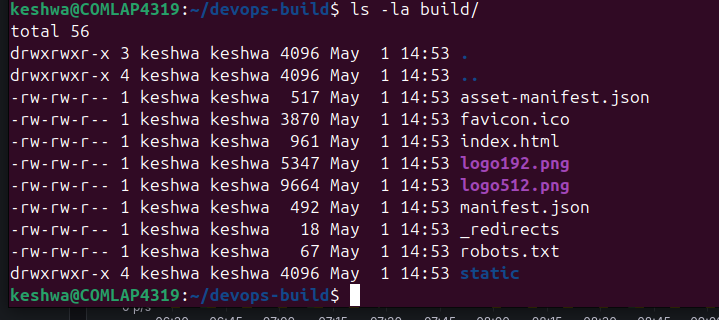 keshwa@COMLAP4319:~/devops-build$ ls -la build/
total 56
drwxrwxr-x 3 keshwa keshwa 4096 May  1 14:53 .
drwxrwxr-x 4 keshwa keshwa 4096 May  1 14:53 ..
-rw-rw-r-- 1 keshwa keshwa  517 May  1 14:53 asset-manifest.json
-rw-rw-r-- 1 keshwa keshwa 3870 May  1 14:53 favicon.ico
-rw-rw-r-- 1 keshwa keshwa  961 May  1 14:53 index.html
-rw-rw-r-- 1 keshwa keshwa 5347 May  1 14:53 logo192.png
-rw-rw-r-- 1 keshwa keshwa 9664 May  1 14:53 logo512.png
-rw-rw-r-- 1 keshwa keshwa  492 May  1 14:53 manifest.json
-rw-rw-r-- 1 keshwa keshwa   18 May  1 14:53 _redirects
-rw-rw-r-- 1 keshwa keshwa   67 May  1 14:53 robots.txt
drwxrwxr-x 4 keshwa keshwa 4096 May  1 14:53 static
keshwa@COMLAP4319:~/devops-build$
0 p/s